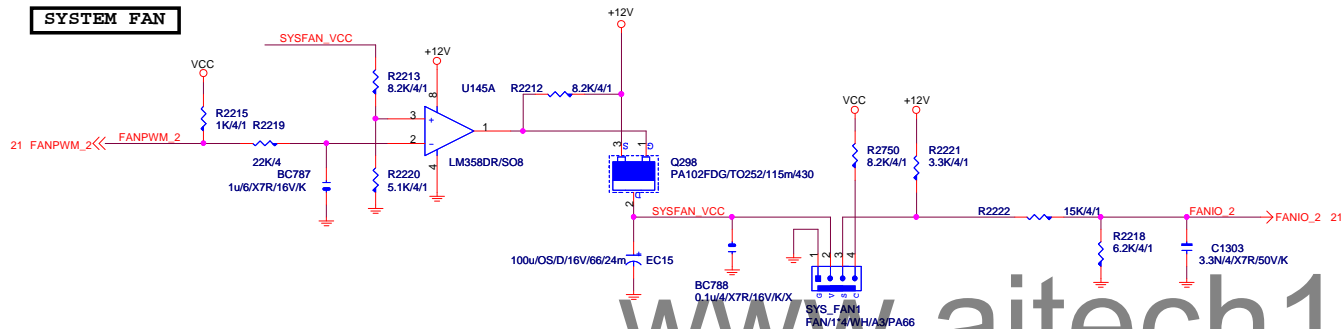 SYSTEM FAN
+12V
SYSFAN_VCC
+12V
VCC
R2213
8.2K/4/1
U145A
R2212 8.2K/4/1
8
R2215
1K/4/1
R2219
3
+
1
3
S
G
1
VCC
+12V
21 FANPWM_2
FANPWM_2
2
-
22K/4
BC787
1u/6/X7R/16V/K
R2220
5.1K/4/1
4
LM358DR/SO8
Q298
PA102FDG/TO252/115m/430
D
2
R2750
8.2K/4/1
R2221
3.3K/4/1
SYSFAN_VCC
R2222 15K/4/1
FANIO_2
FANIO_2 21
100u/OS/D/16V/66/24m
+
EC15
BC788
0.1u/4/X7R/16V/K/X
1
2
3
4
G
V
S
C
SYS_FAN1
FAN/1*4/WH/A3/PA66
R2218
6.2K/4/1
C1303
3.3N/4/X7R/50V/K
www.aitech1